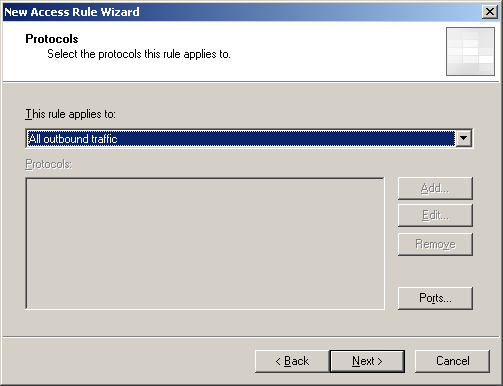 New Access Rule Wizard
Protocols
Select the protocols this rule applies to.
This rule applies to:
All outbound traffic
Protocols:
Add...
Edit...
Remove
Ports...
< Back
Next >
Cancel